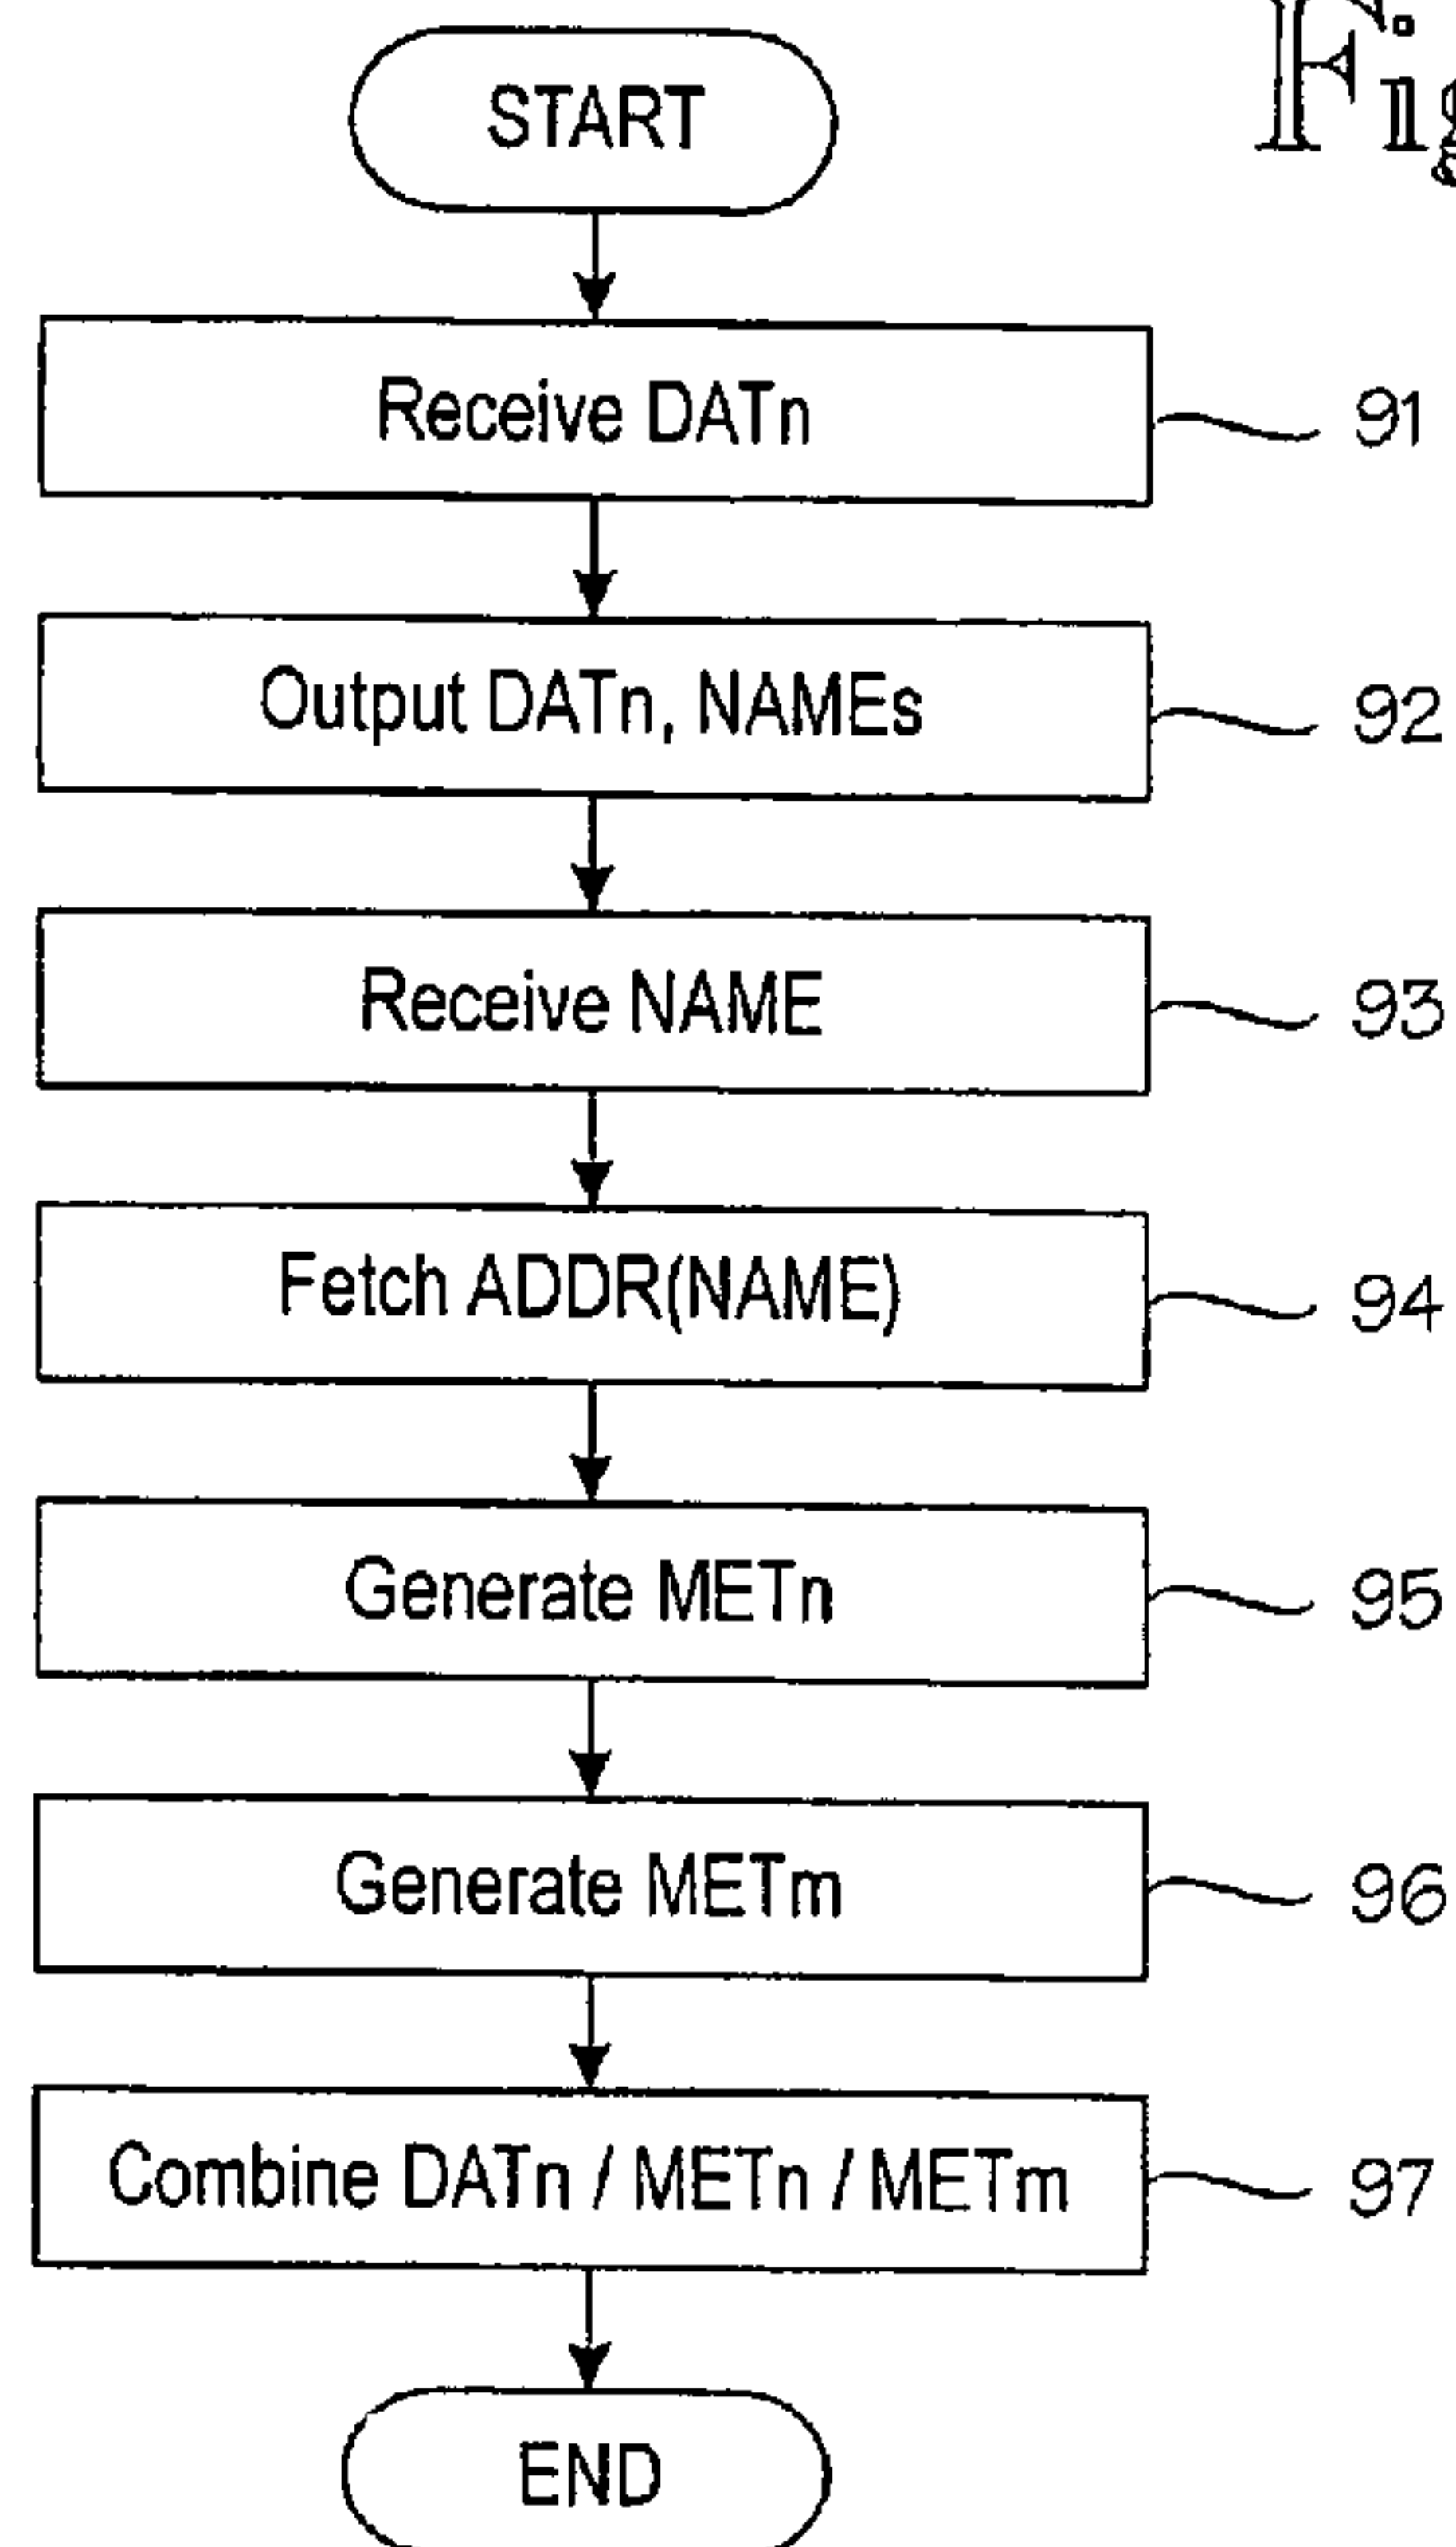 START
Fig
Receive DATn
91
Output DATn, NAMEs
92
Receive NAME
93
Fetch ADDR(NAME)
94
Generate METn
95
Generate METm
96
Combine DATn / METn / METm
97
END